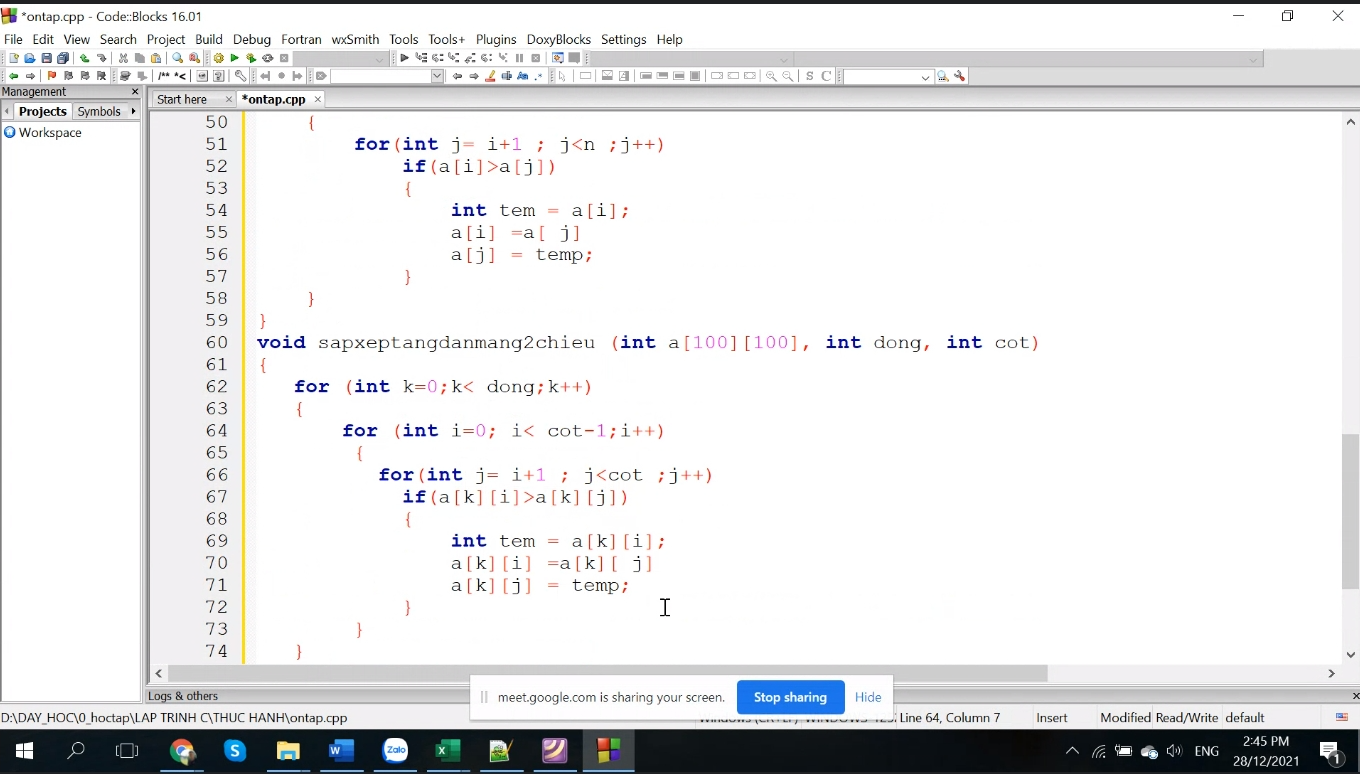 *ontap.cpp - Code::Blocks 16.01
File Edit View Search Project Build Debug Fortran wxSmith Tools Tools+ Plugins DoxyBlocks Settings Help
Management
Start here
*ontap.cpp
Projects Symbols
Workspace
50 {
51 for(int j= i+1 ; j<n ;j++)
52 if(a[i]>a[j])
53 {
54 int tem = a[i];
55 a[i] =a[ j]
56 a[j] = temp;
57 }
58 }
59 }
60 void sapxeptangdanmang2chieu (int a[100][100], int dong, int cot)
61 {
62 for (int k=0;k< dong;k++)
63 {
64 for (int i=0; i< cot-1;i++)
65 {
66 for(int j= i+1 ; j<cot ;j++)
67 if(a[k][i]>a[k][j])
68 {
69 int tem = a[k][i];
70 a[k][i] =a[k][ j]
71 a[k][j] = temp;
72 }
73 }
74 }
Logs & others
meet.google.com is sharing your screen. Stop sharing Hide
D:\DAY_HOC\0_hoctap\LAP TRINH C\THUC HANH\ontap.cpp
Line 64, Column 7 Insert Modified Read/Write default
Zalo
ENG
2:45 PM
28/12/2021
1